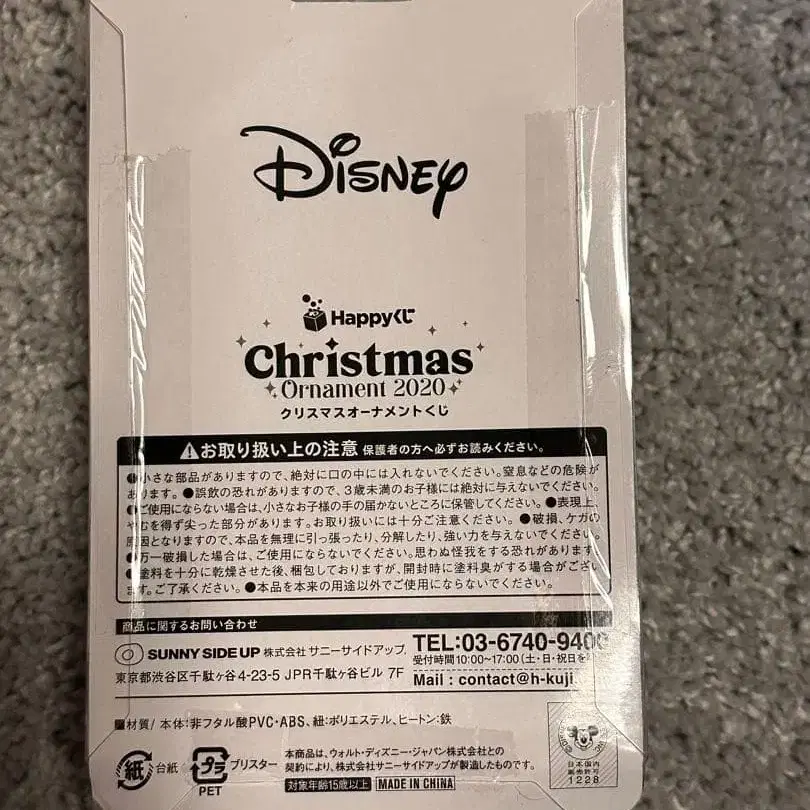 Disney
Happyくじ
Christmas
Ornament 2020
クリスマスオーナメントくじ
お取り扱い上の注意 保護者の方へ必ずお読みください。
●小さな部品がありますので、絶対に口の中には入れないでください。窒息などの危険が
あります。●誤飲の恐れがありますので、3歳未満のお子様には絶対に与えないでください。
●ご使用にならない場合は、小さなお子様の手の届かないところに保管してください。●表現上、
やむを得ず尖った部分があります。お取り扱いには十分ご注意ください。●破損、ケガの
原因となりますので、本品を無理に引っ張ったり、分解したり、強い力を与えないでください。
●万一破損した場合は、ご使用にならないでください。思わぬ怪我をする恐れがあります。
●塗料を十分に乾燥させた後、梱包しておりますが、開封時に塗料臭がする場合がござい
ます。ご了承ください。●本品を本来の用途以外でご使用にならないでください。
商品に関するお問い合わせ
SUNNY SIDE UP 株式会社 サニーサイドアップ
東京都渋谷区千駄ヶ谷4-23-5 JPR千駄ヶ谷ビル 7F
TEL:03-6740-9400
受付時間10:00~17:00(土・日・祝日を
Mail : contact@h-kuji.
■材質/本体:非フタル酸PVC・ABS、紐:ポリエステル、ヒートン:鉄
紙 台紙
プラ ブリスター
PET
本商品は、ウォルト・ディズニー・ジャパン株式会社との
契約により、株式会社サニーサイドアップが製造したものです。
対象年齢15歳以上 MADE IN CHINA
日本国内
販売許可
1228